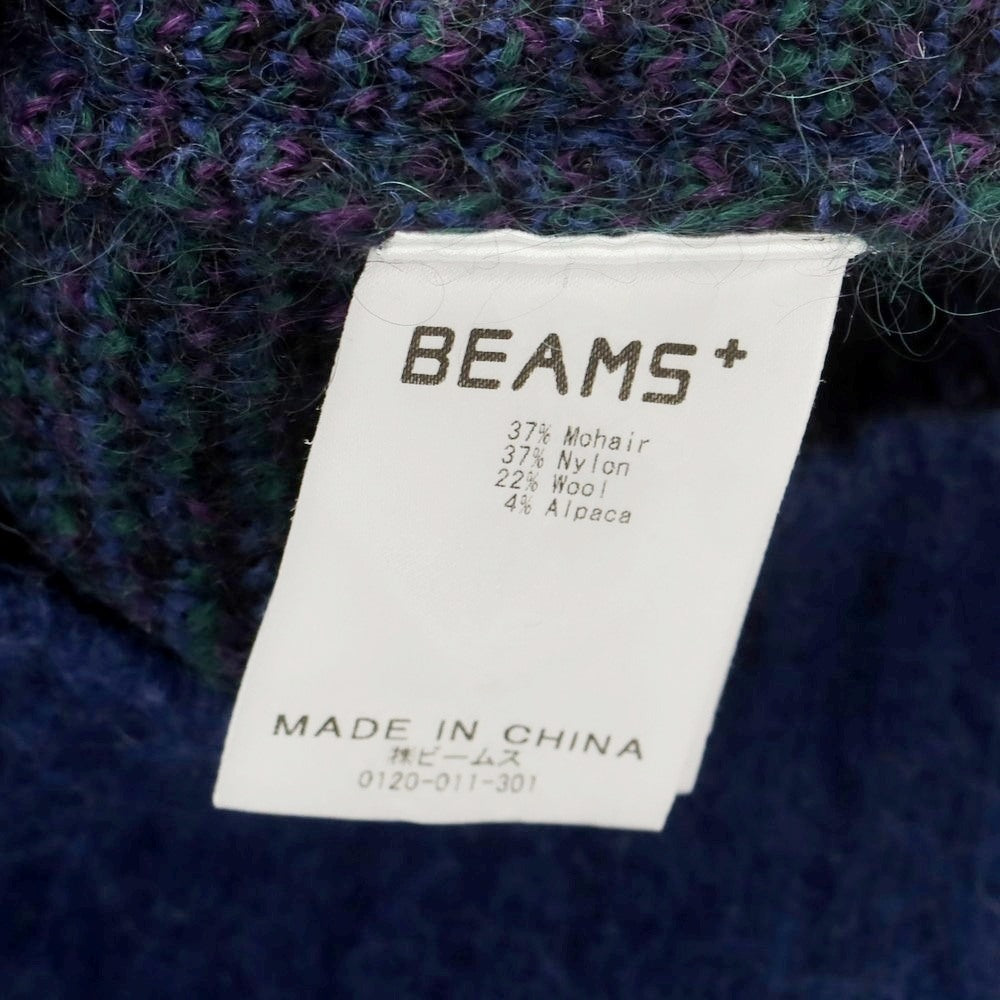 BEAMS+
37% Mohair
37% Nylon
22% Wool
4% Alpaca
MADE IN CHINA
㈱ビームス
0120-011-301